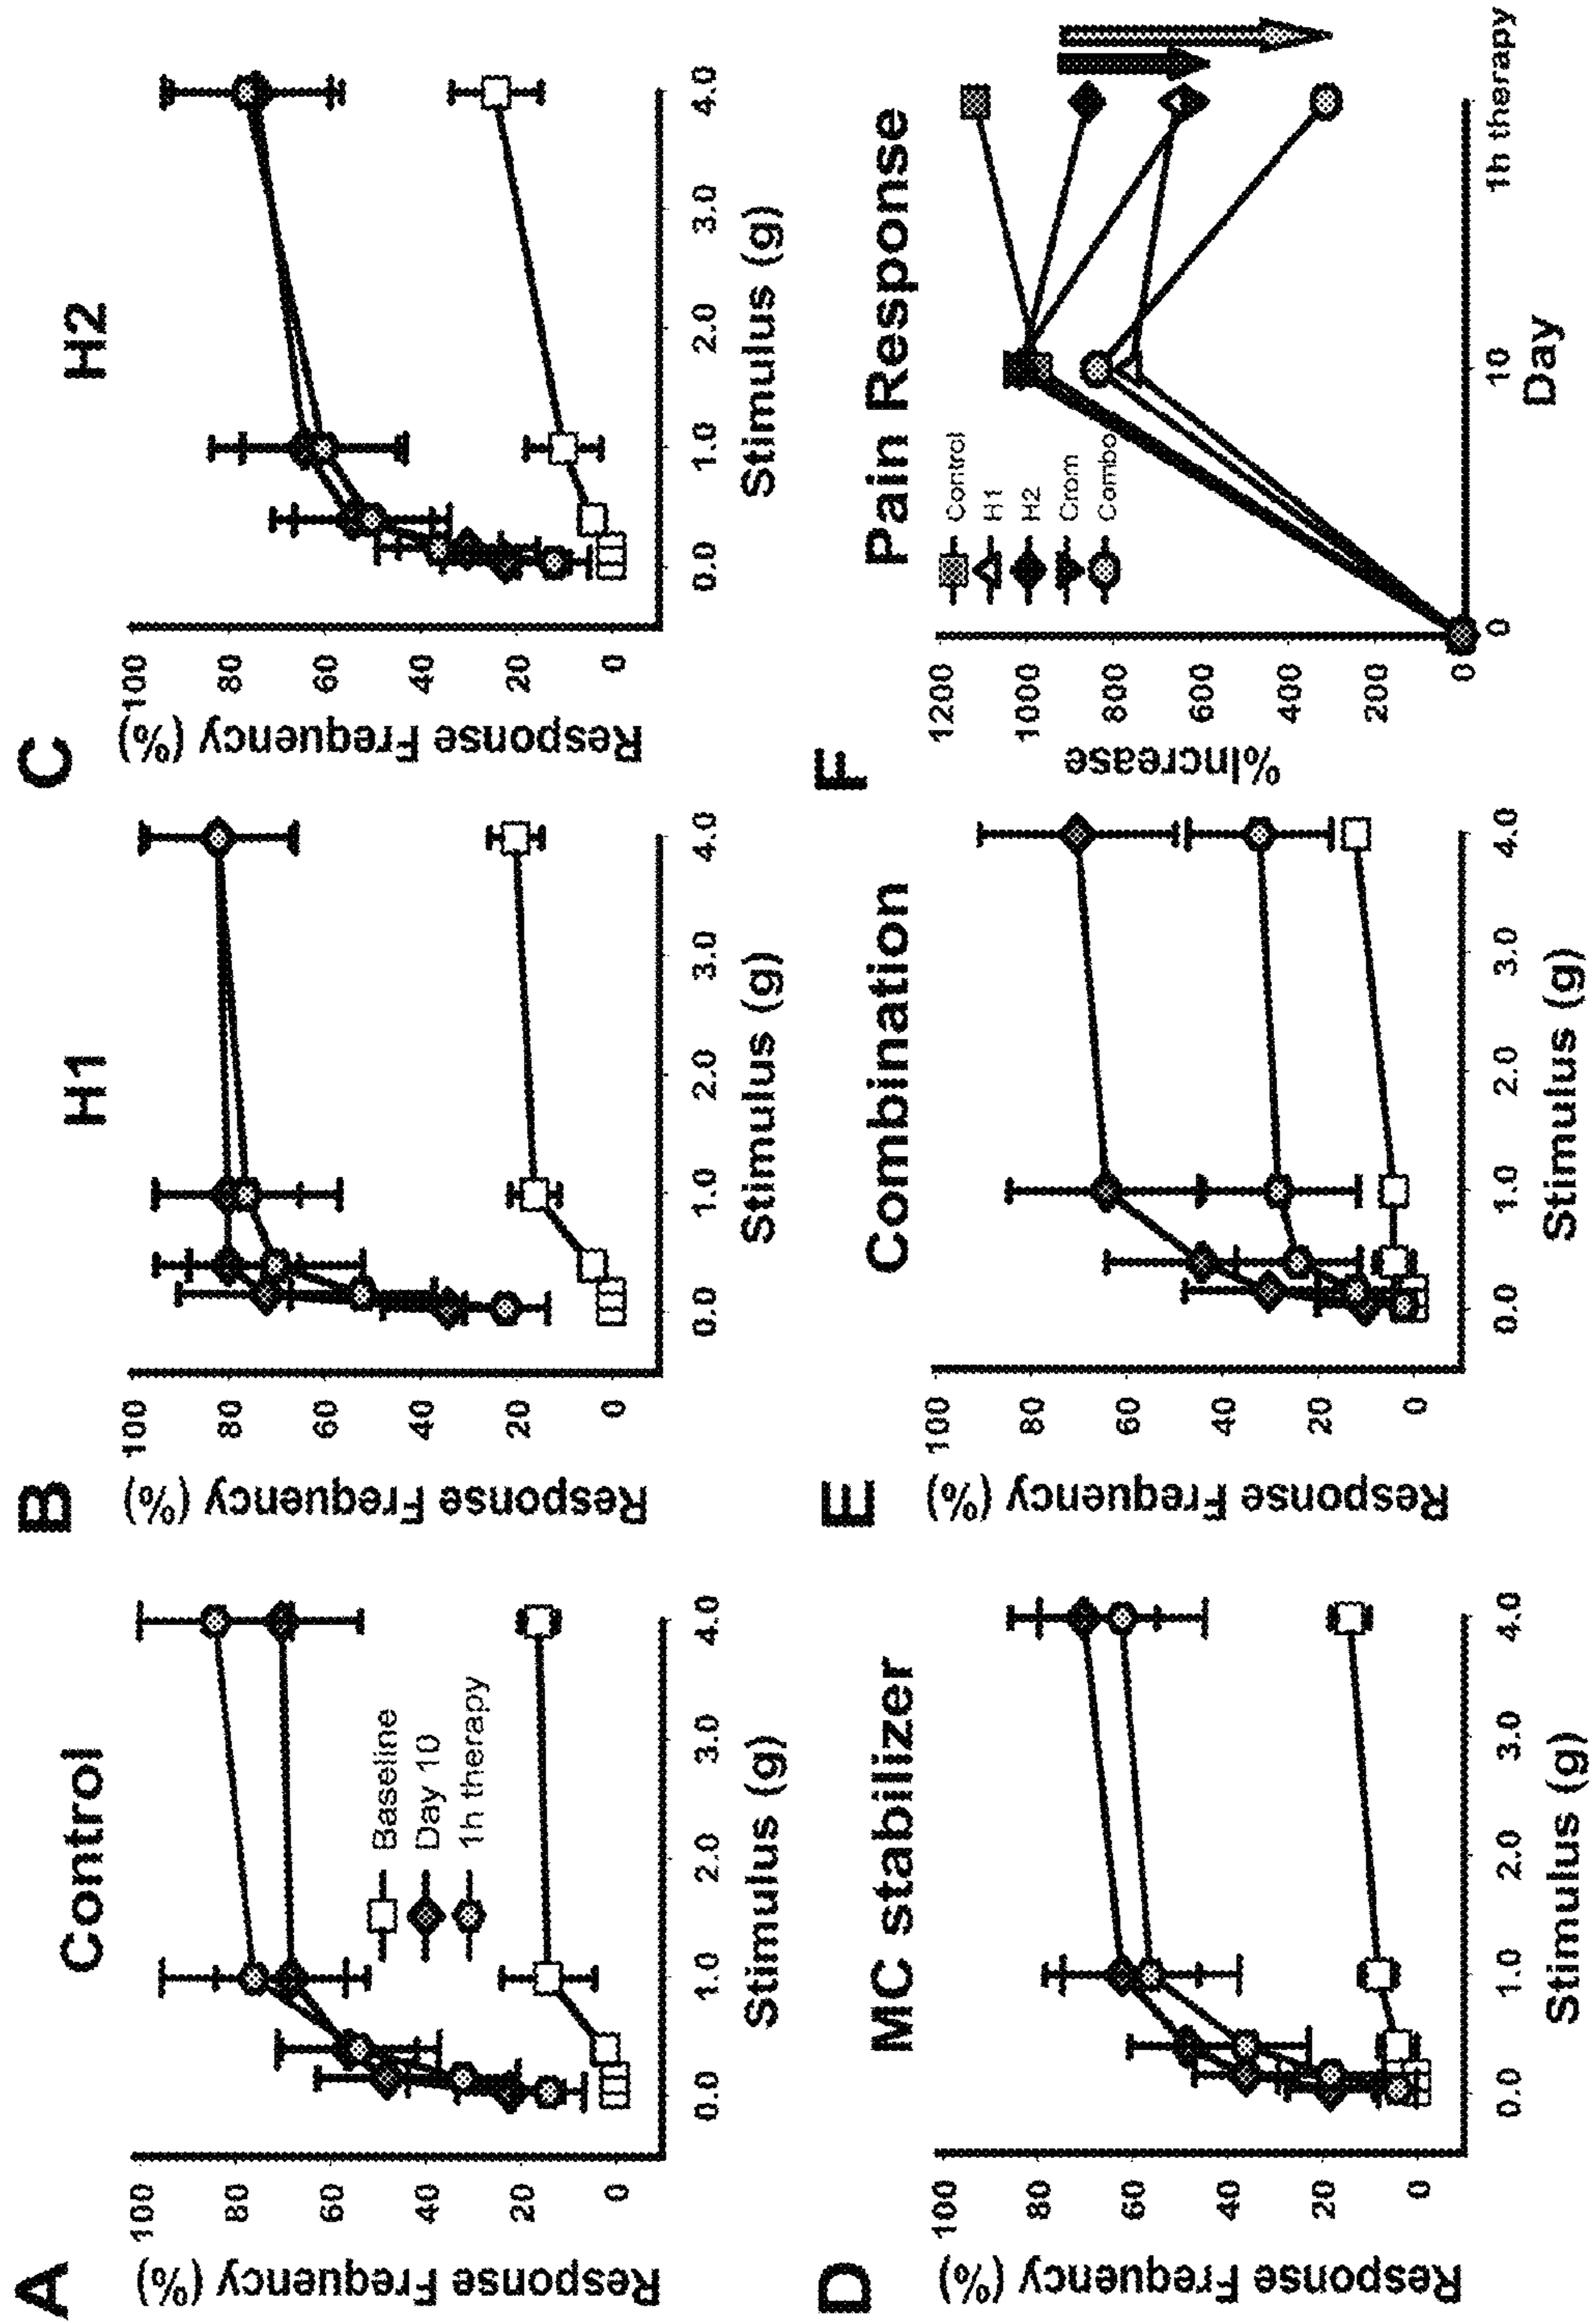 A
Control
Response Frequency
(%)
100
80
60
40
20
0
Baseline
Day 10
1h therapy
0.0 1.0 2.0 3.0 4.0
Stimulus (g)
B
H1
Response Frequency
(%)
100
80
60
40
20
0
0.0 1.0 2.0 3.0 4.0
Stimulus (g)
C
H2
Response Frequency
(%)
100
80
60
40
20
0
0.0 1.0 2.0 3.0 4.0
Stimulus (g)
D
MC stabilizer
Response Frequency
(%)
100
80
60
40
20
0
0.0 1.0 2.0 3.0 4.0
Stimulus (g)
E
Combination
Response Frequency
(%)
100
80
60
40
20
0
0.0 1.0 2.0 3.0 4.0
Stimulus (g)
F
Pain Response
%Increase
1200
1000
800
600
400
200
0
Control
H1
H2
Crom
Combo
0 10 1h therapy
Day